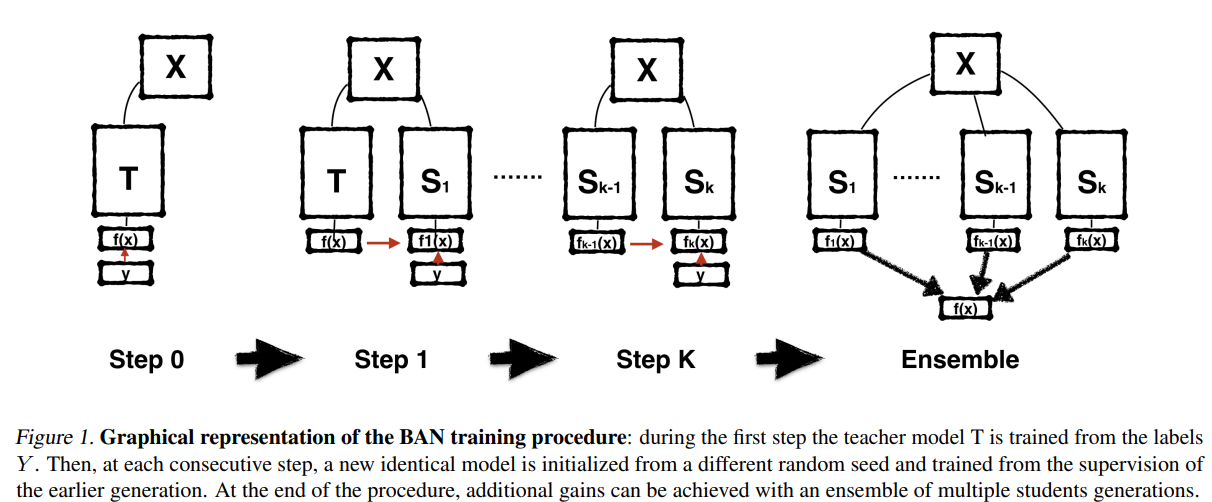 X
T
f(x)
y
Step 0
X
T
S1
f(x)
f1(x)
y
Step 1
.......
X
Sk-1
Sk
fk-1(x)
fk(x)
y
Step K
X
S1
.......
Sk-1
Sk
f1(x)
fk-1(x)
fk(x)
f(x)
Ensemble
Figure 1. Graphical representation of the BAN training procedure: during the first step the teacher model T is trained from the labels
Y. Then, at each consecutive step, a new identical model is initialized from a different random seed and trained from the supervision of
the earlier generation. At the end of the procedure, additional gains can be achieved with an ensemble of multiple students generations.